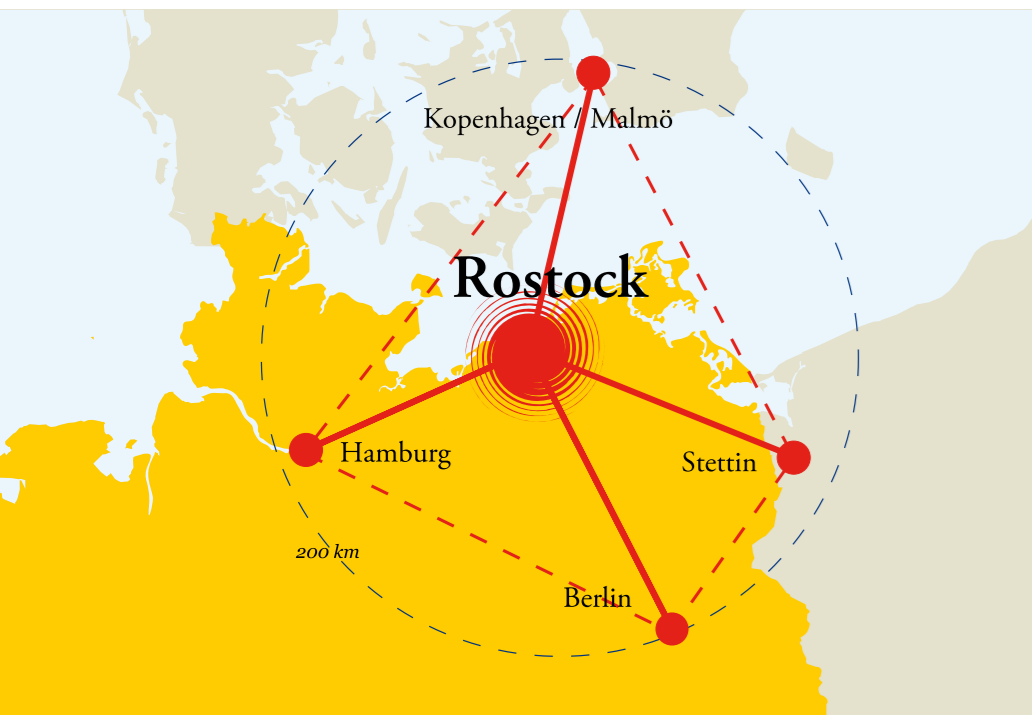 Kopenhagen / Malmö
Rostock
Hamburg
Stettin
200 km
Berlin